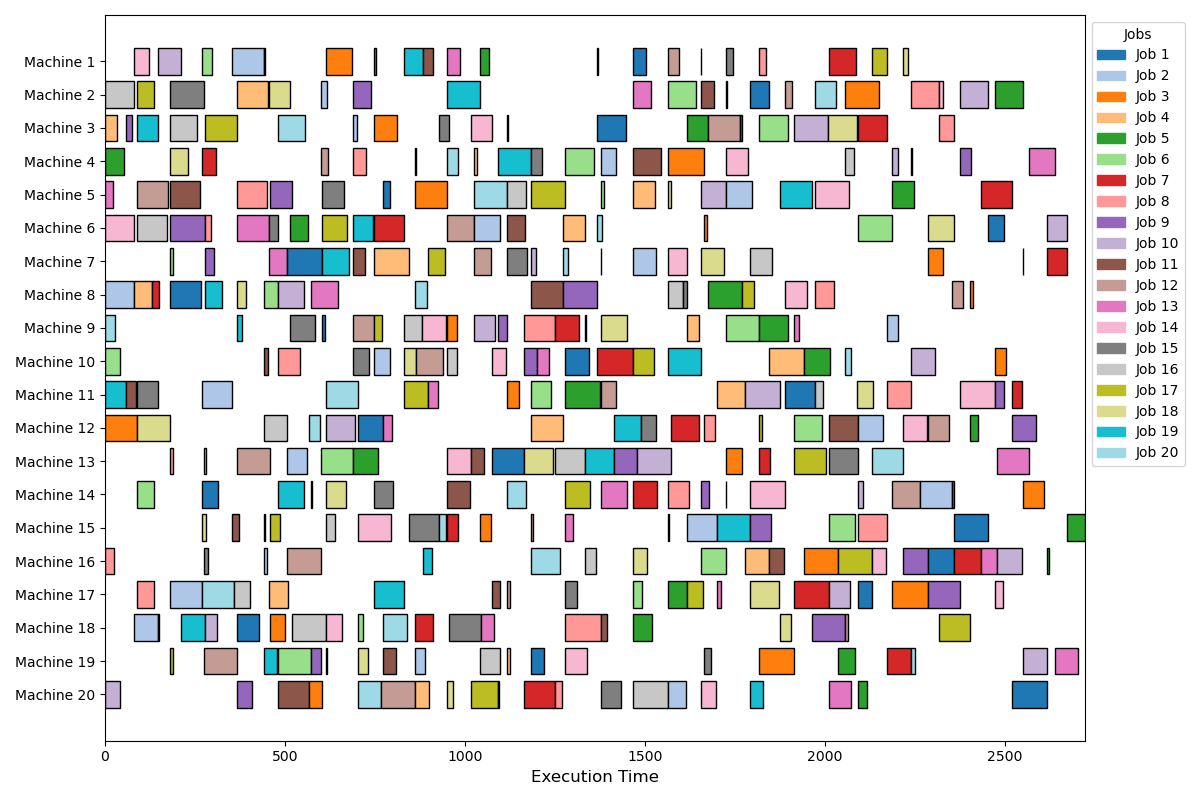 Machine 1
Machine 2
Machine 3
Machine 4
Machine 5
Machine 6
Machine 7
Machine 8
Machine 9
Machine 10
Machine 11
Machine 12
Machine 13
Machine 14
Machine 15
Machine 16
Machine 17
Machine 18
Machine 19
Machine 20
0 500 1000 1500 2000 2500
Execution Time
Jobs
Job 1
Job 2
Job 3
Job 4
Job 5
Job 6
Job 7
Job 8
Job 9
Job 10
Job 11
Job 12
Job 13
Job 14
Job 15
Job 16
Job 17
Job 18
Job 19
Job 20